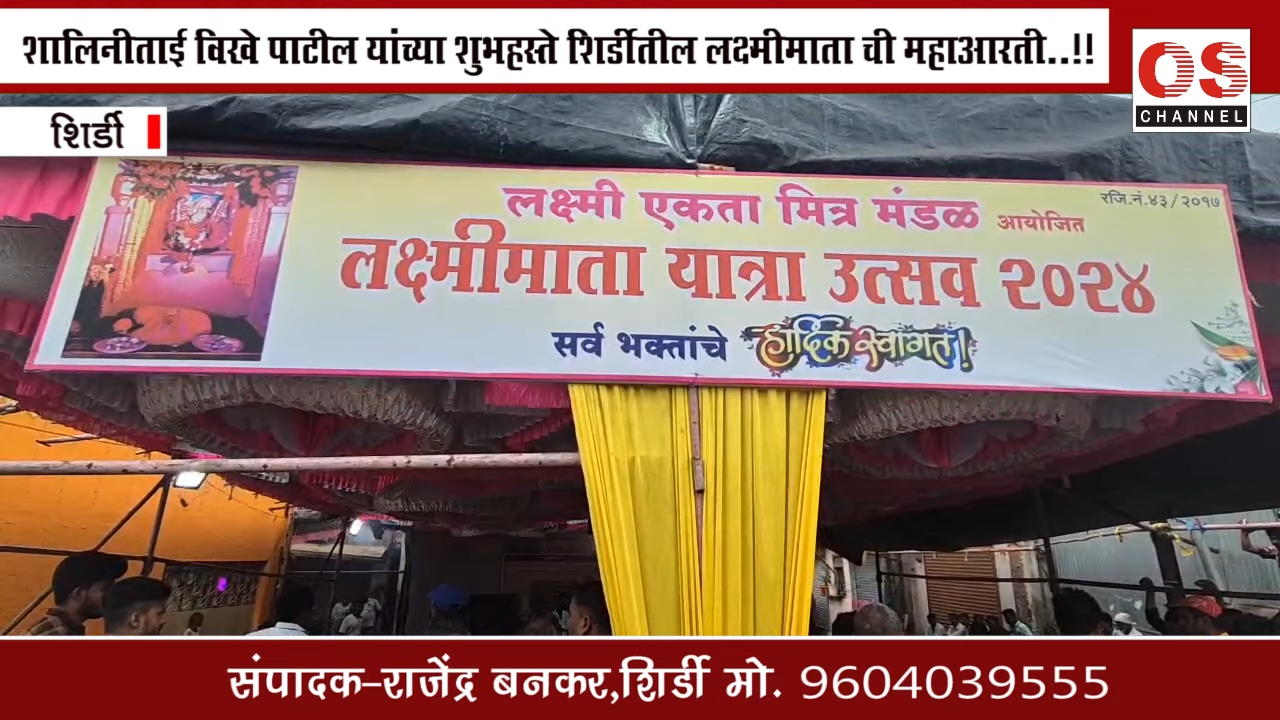 शालिनीताई विखे पाटील यांच्या शुभहस्ते शिर्डीतील लक्ष्मीमाता ची महाआरती..!!
OS
CHANNEL
शिर्डी
रजि.नं.४३/२०१७
लक्ष्मी एकता मित्र मंडळ आयोजित
लक्ष्मीमाता यात्रा उत्सव २०२४
सर्व भक्तांचे हार्दिक स्वागत!
संपादक-राजेंद्र बनकर,शिर्डी मो. 9604039555